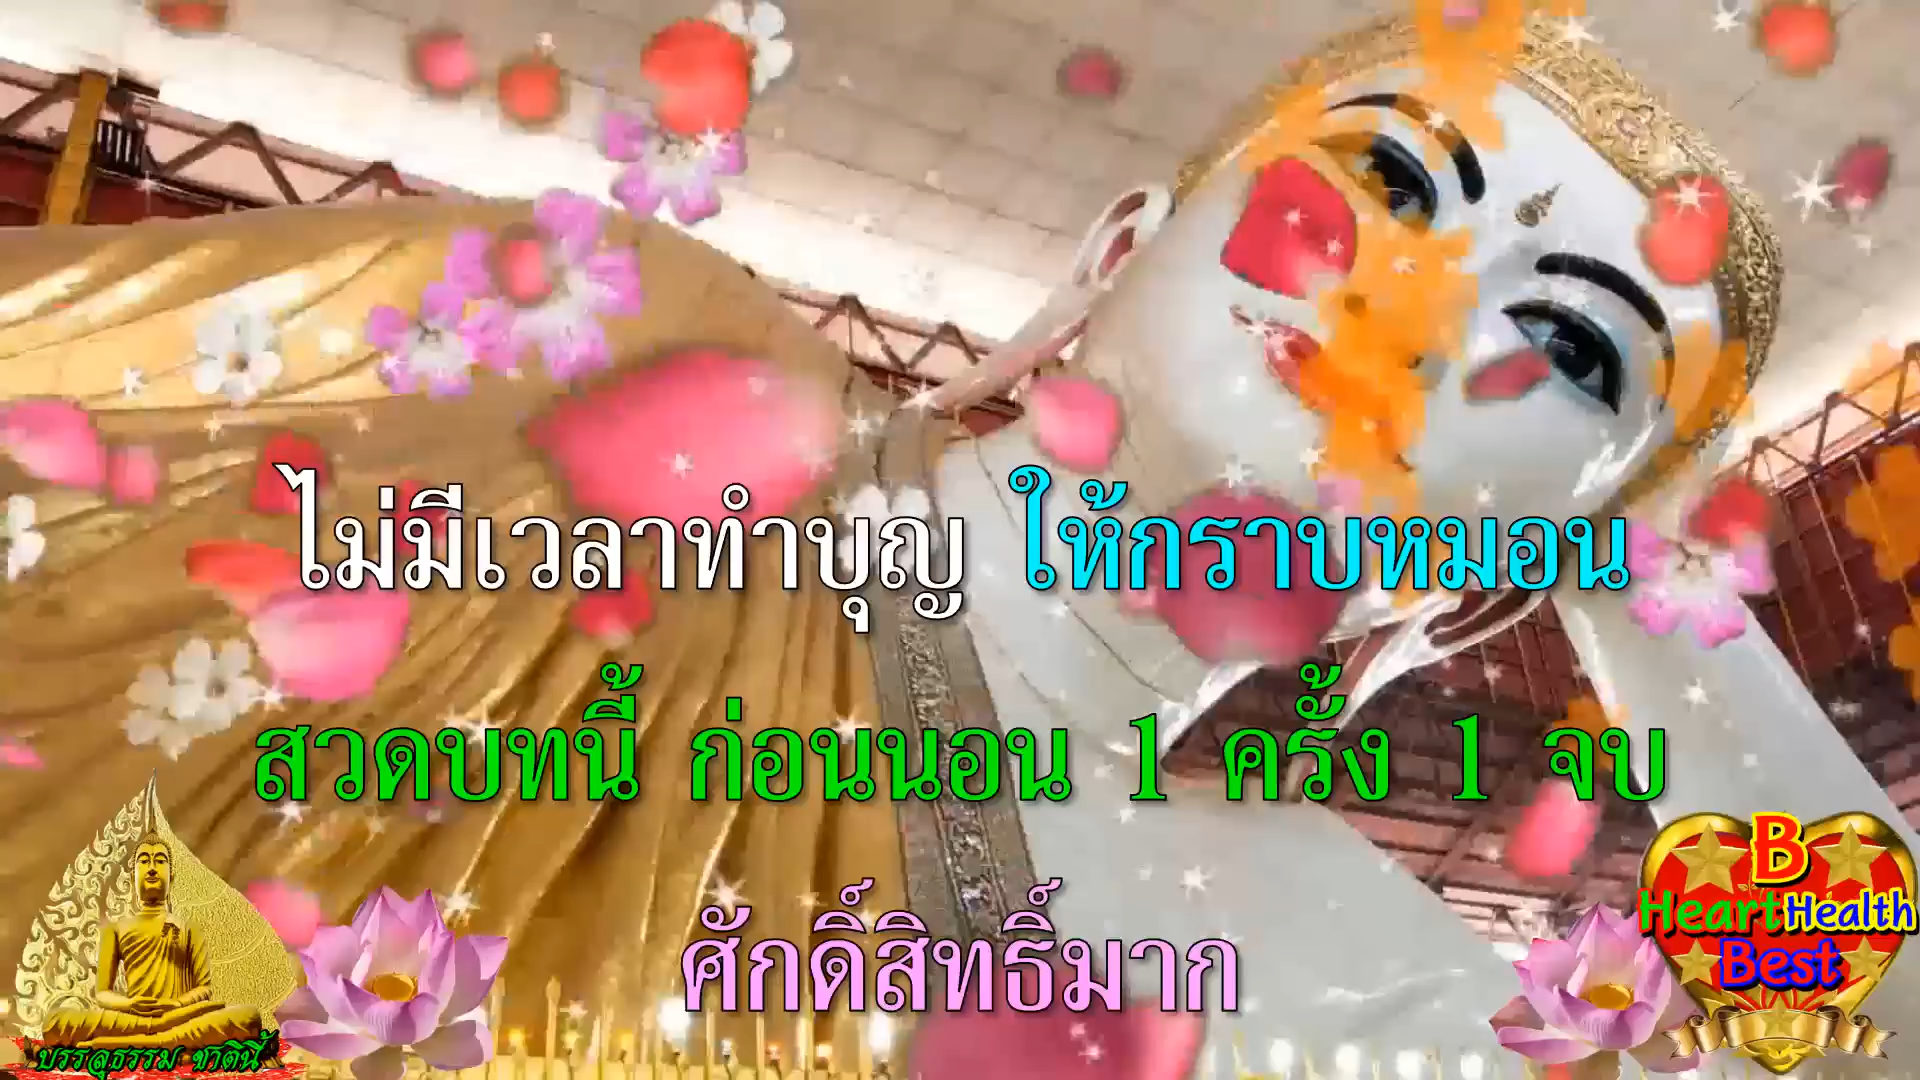 ไม่มีเวลาทำบุญ ให้กราบหมอน
สวดบทนี้ ก่อนนอน 1 ครั้ง 1 จบ
ศักดิ์สิทธิ์มาก
บรรลุธรรม ชาตินี้
B
Heart Health
Best